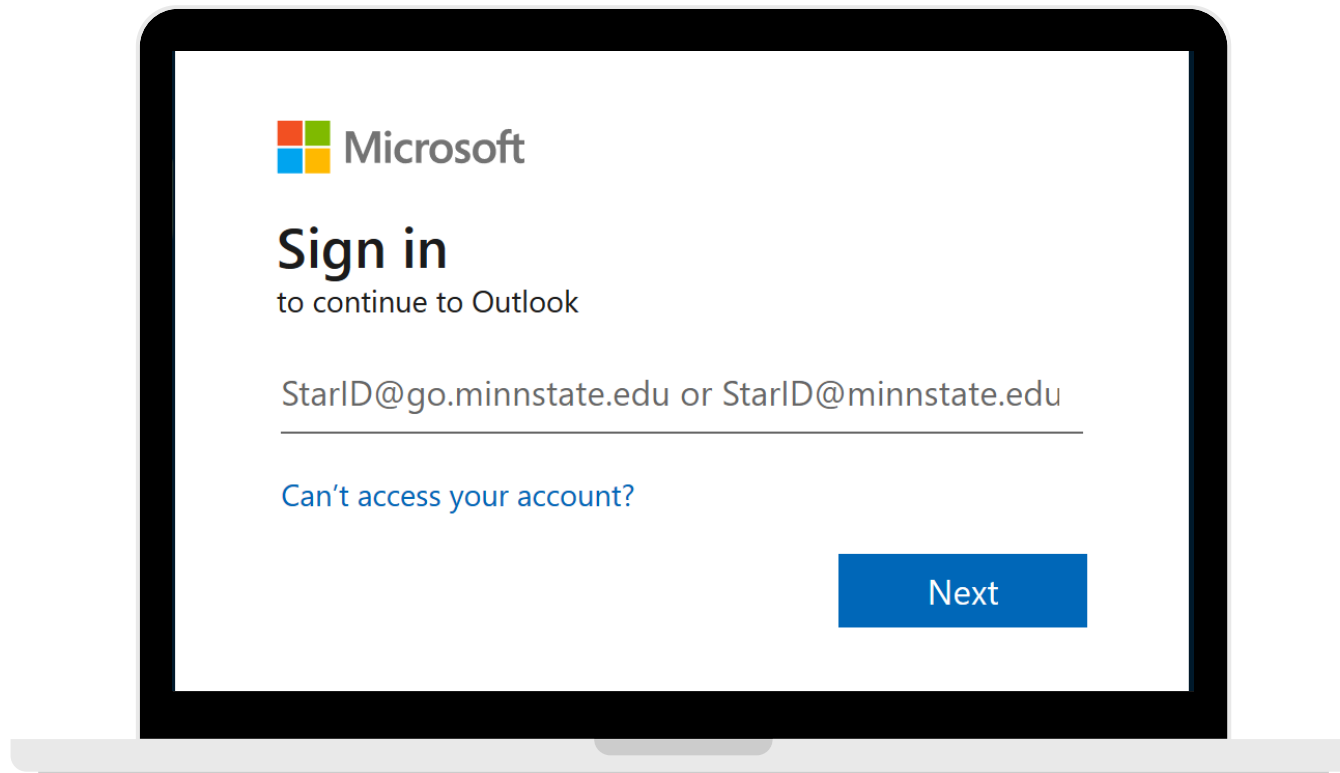 Microsoft
Sign in
to continue to Outlook
StarID@go.minnstate.edu or StarID@minnstate.edu
Can't access your account?
Next